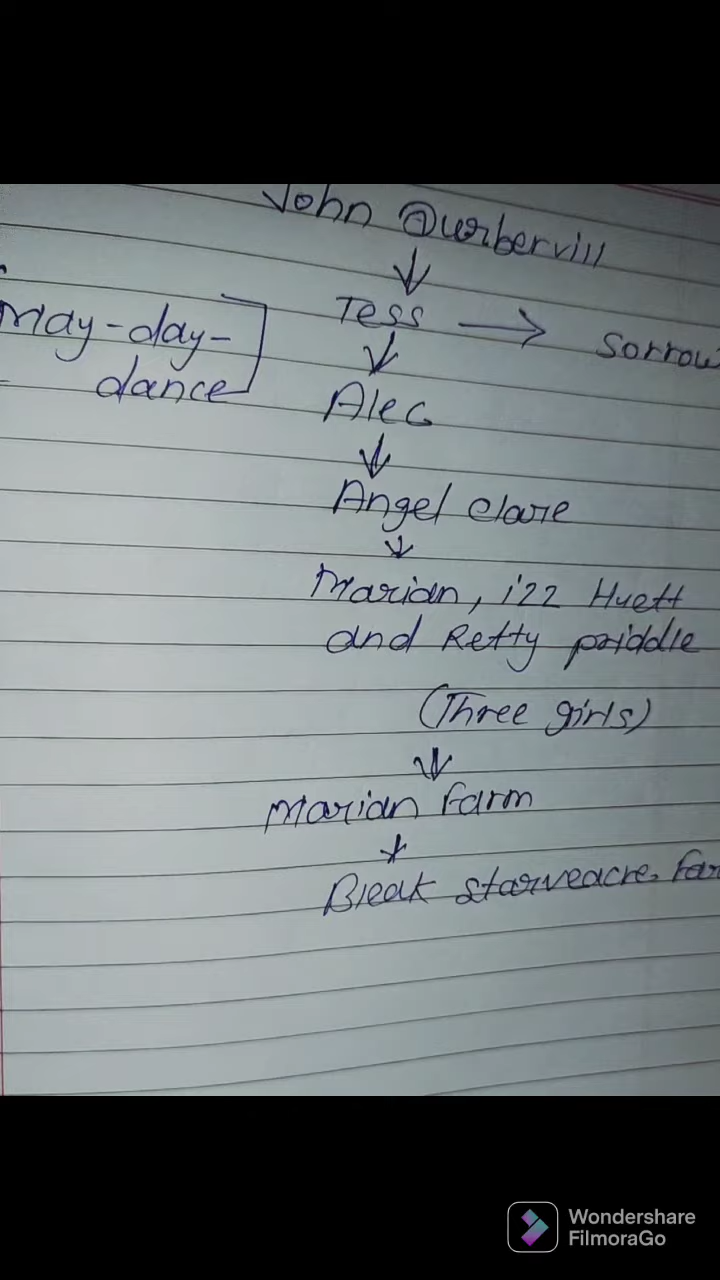 John Durbervill
Tess → Sorrow
May-day-
dance
Alec
Angel Clare
Marian, izz Huett
and Retty priddle
(Three girls)
Marian Farm
Bleak starveacre. Far
Wondershare
FilmoraGo